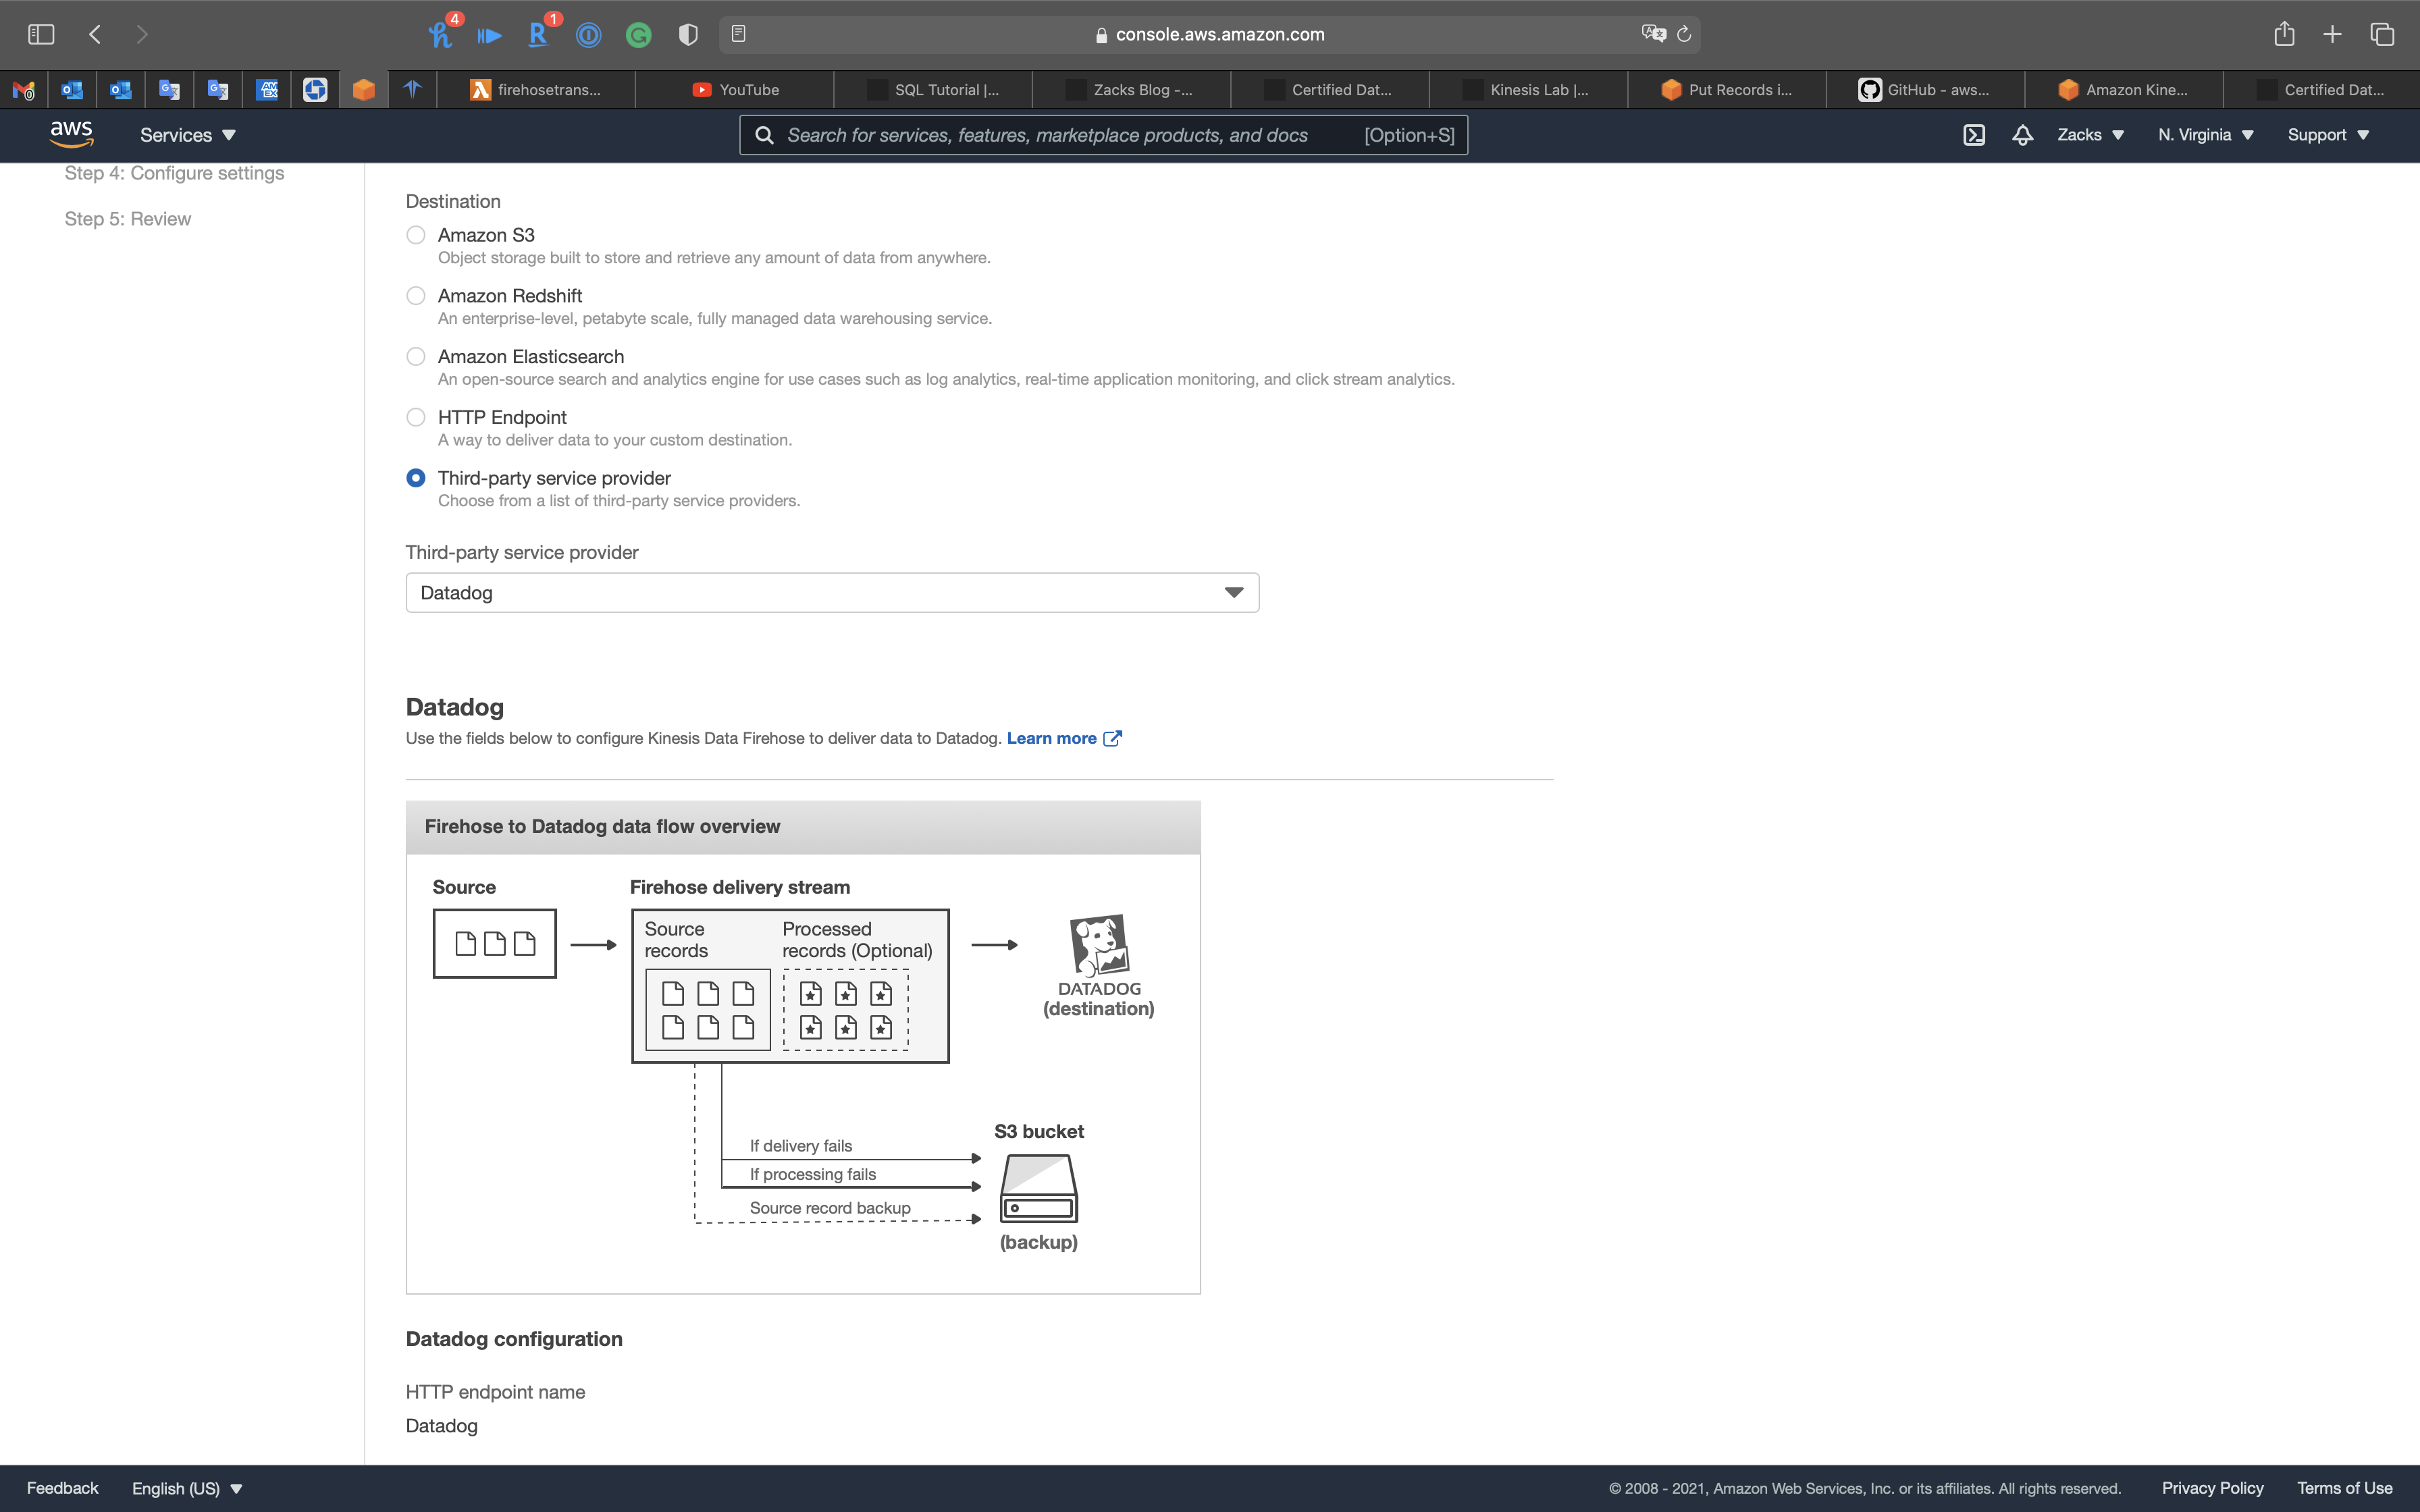 4
1
console.aws.amazon.com
firehosetrans...
YouTube
SQL Tutorial |...
Zacks Blog -...
Certified Dat...
Kinesis Lab |...
Put Records i...
GitHub - aws...
Amazon Kine...
Certified Dat...
aws
Services
Search for services, features, marketplace products, and docs
[Option+S]
Zacks
N. Virginia
Support
Step 4: Configure settings
Step 5: Review
Destination
Amazon S3
Object storage built to store and retrieve any amount of data from anywhere.
Amazon Redshift
An enterprise-level, petabyte scale, fully managed data warehousing service.
Amazon Elasticsearch
An open-source search and analytics engine for use cases such as log analytics, real-time application monitoring, and click stream analytics.
HTTP Endpoint
A way to deliver data to your custom destination.
Third-party service provider
Choose from a list of third-party service providers.
Third-party service provider
Datadog
Datadog
Use the fields below to configure Kinesis Data Firehose to deliver data to Datadog. Learn more
Firehose to Datadog data flow overview
Source
Firehose delivery stream
Source
records
Processed
records (Optional)
DATADOG
(destination)
If delivery fails
If processing fails
Source record backup
S3 bucket
(backup)
Datadog configuration
HTTP endpoint name
Datadog
Feedback
English (US)
© 2008 - 2021, Amazon Web Services, Inc. or its affiliates. All rights reserved.
Privacy Policy
Terms of Use